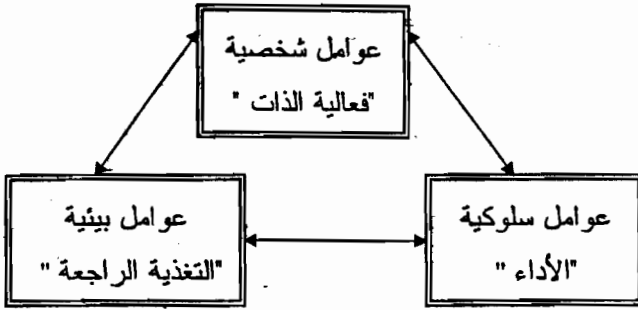 عوامل شخصية
"فعالية الذات "
عوامل سلوكية
"الأداء "
عوامل بيئية
"التغذية الراجعة "